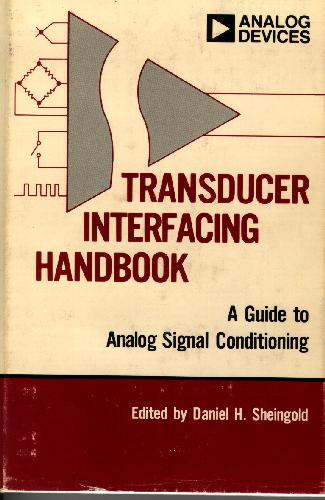 ANALOG
DEVICES
TRANSDUCER
INTERFACING
HANDBOOK
A Guide to
Analog Signal Conditioning
Edited by Daniel H. Sheingold